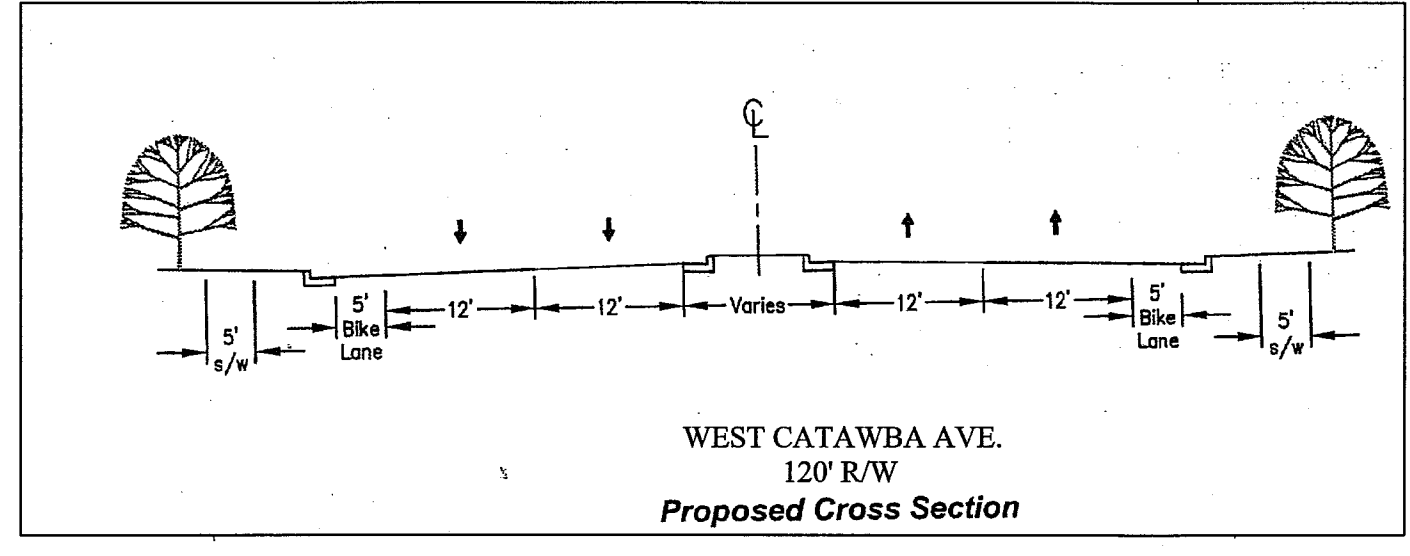 ℄
5'
s/w
5'
Bike
Lane
12'
12'
Varies
12'
12'
5'
Bike
Lane
5'
s/w
WEST CATAWBA AVE.
120' R/W
Proposed Cross Section